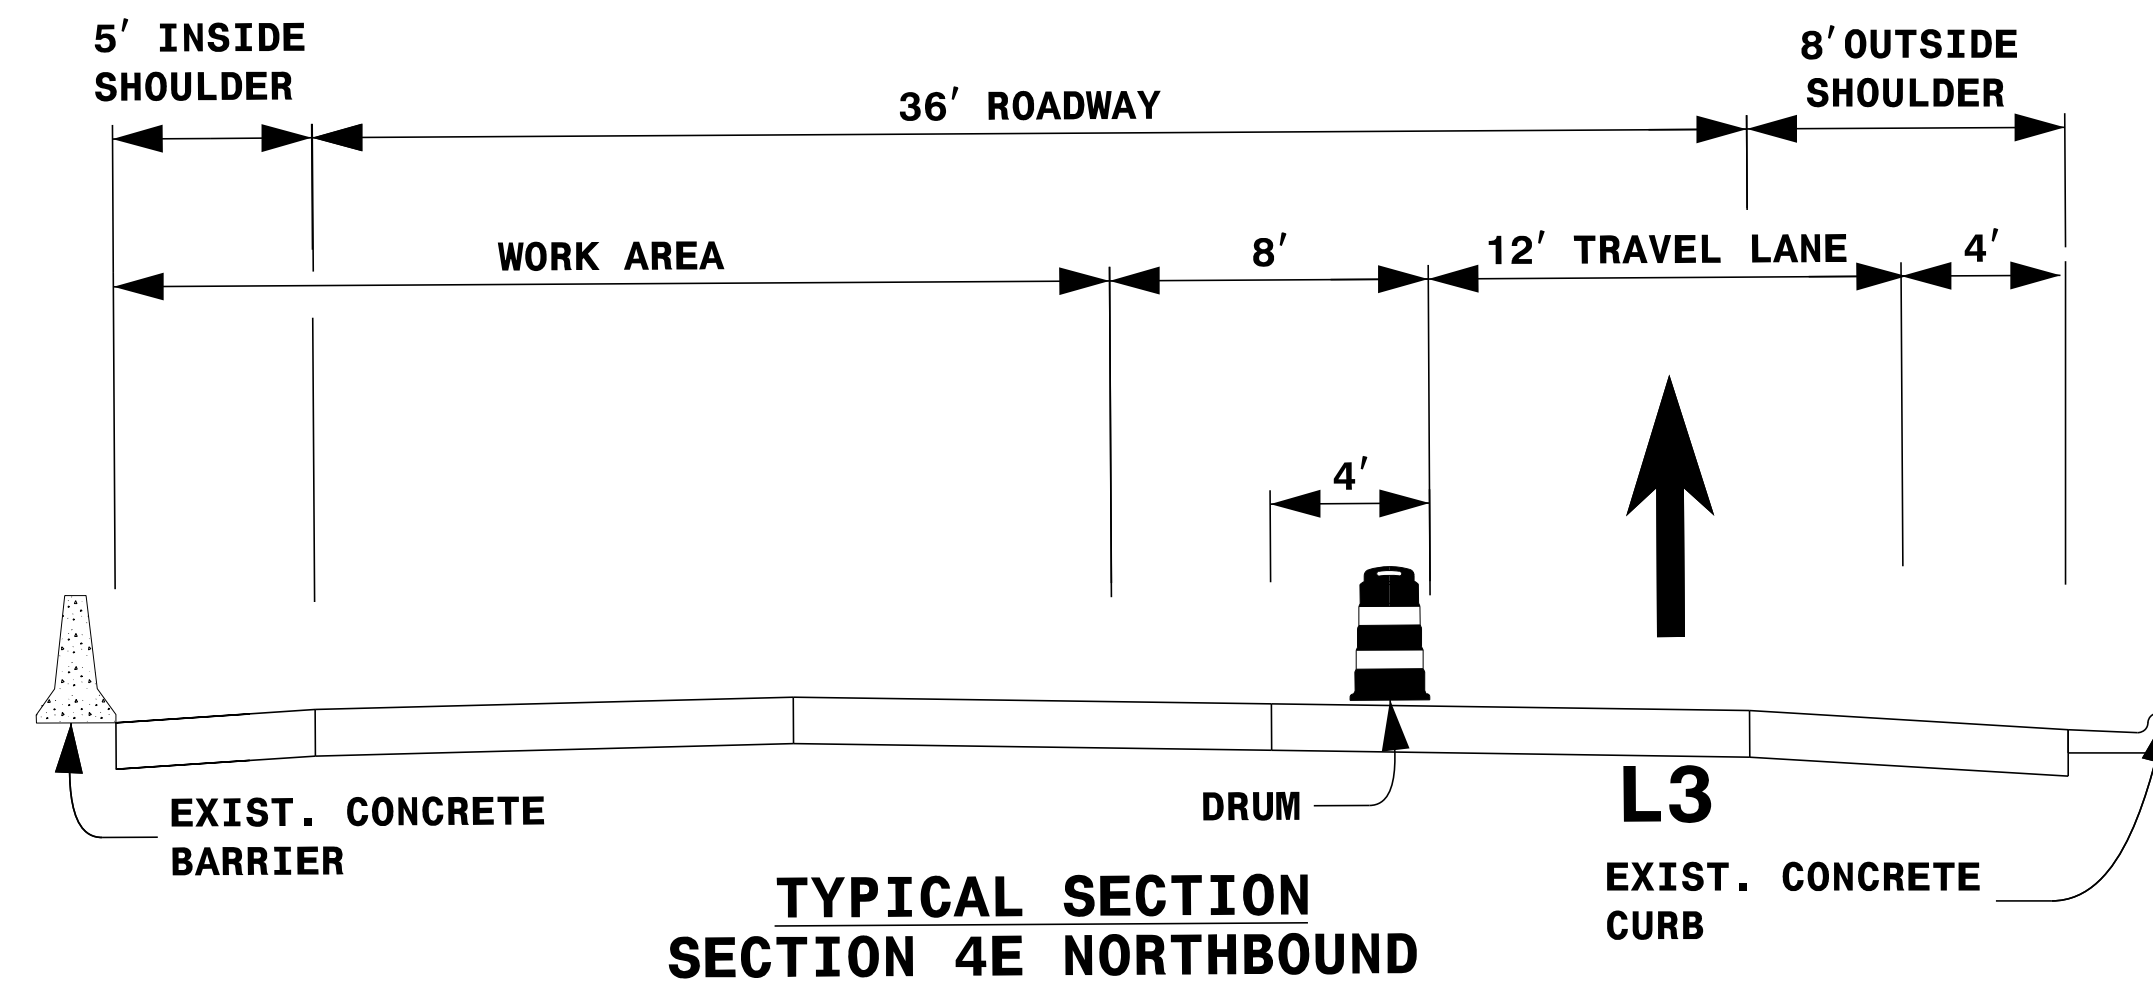 5' INSIDE
SHOULDER
36' ROADWAY
8'OUTSIDE
SHOULDER
WORK AREA
8'
12' TRAVEL LANE
4'
4'
DRUM
L3
EXIST. CONCRETE
BARRIER
EXIST. CONCRETE
CURB
TYPICAL SECTION
SECTION 4E NORTHBOUND